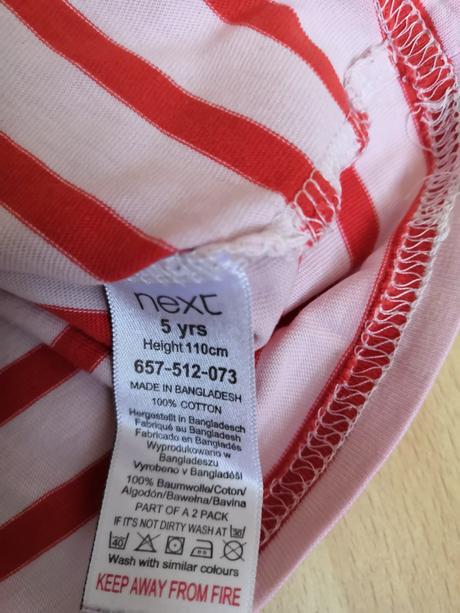 next
5 yrs
Height 110cm
657-512-073
MADE IN BANGLADESH
100% COTTON
Hergestellt in Bangladesch
Fabriqué au Bangladesh
Fabricado en Bangladés
Wyprodukowano w
Bangladeszu
Vyrobeno v Bangladéši
100% Baumwolle/Coton/
Algodón/Bawełna/Bavlna
PART OF A 2 PACK
IF IT'S NOT DIRTY WASH AT 30
40
Wash with similar colours
KEEP AWAY FROM FIRE